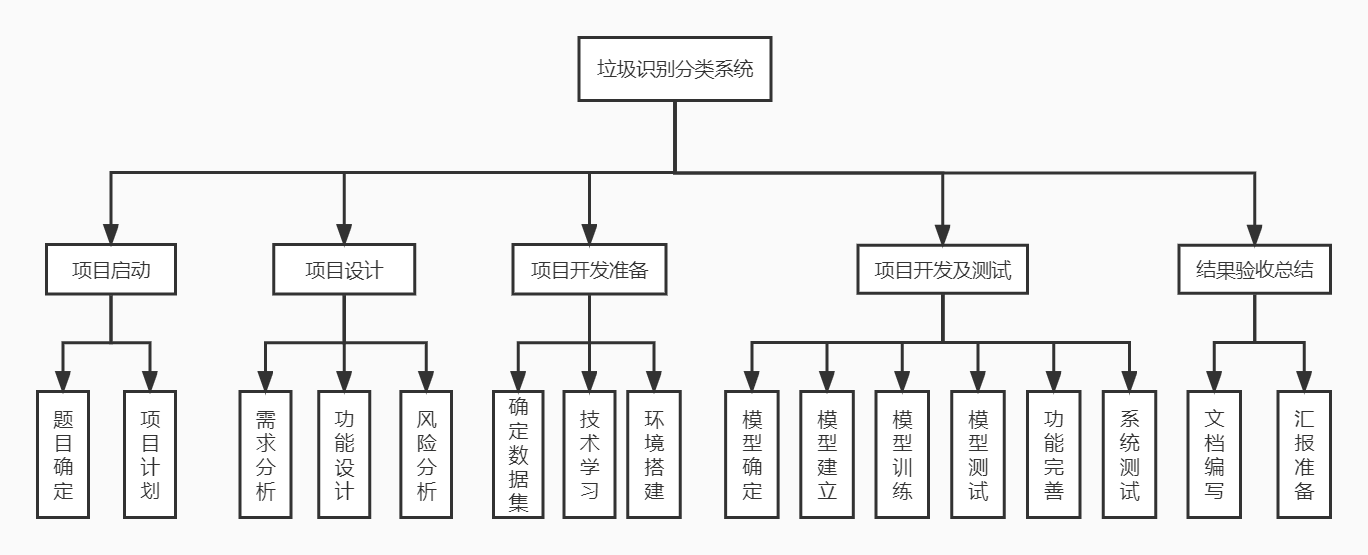 垃圾识别分类系统
项目启动
项目设计
项目开发准备
项目开发及测试
结果验收总结
题目确定
项目计划
需求分析
功能设计
风险分析
确定数据集
技术学习
环境搭建
模型确定
模型建立
模型训练
模型测试
功能完善
系统测试
文档编写
汇报准备